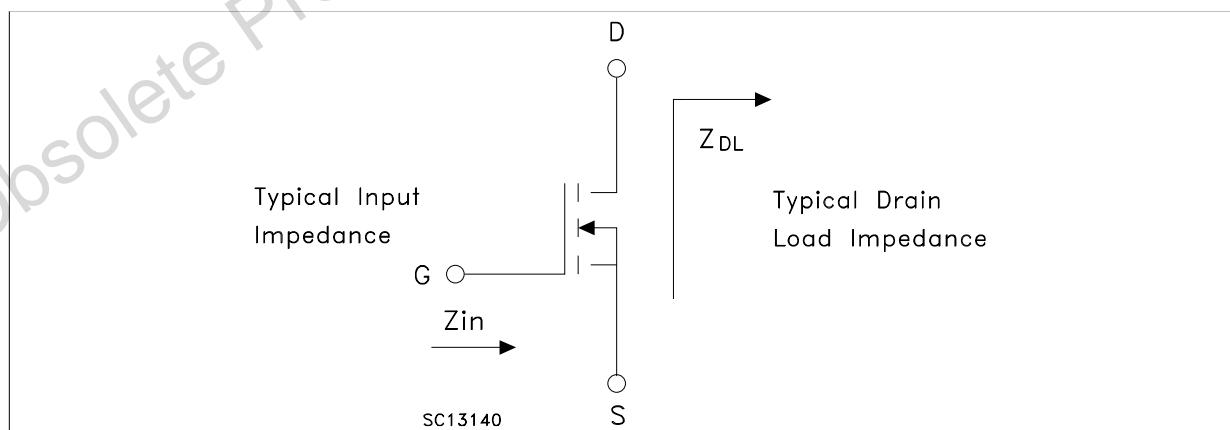 obsolete Pr
D
ZDL
Typical Input
Impedance
Typical Drain
Load Impedance
G
Zin
SC13140
S